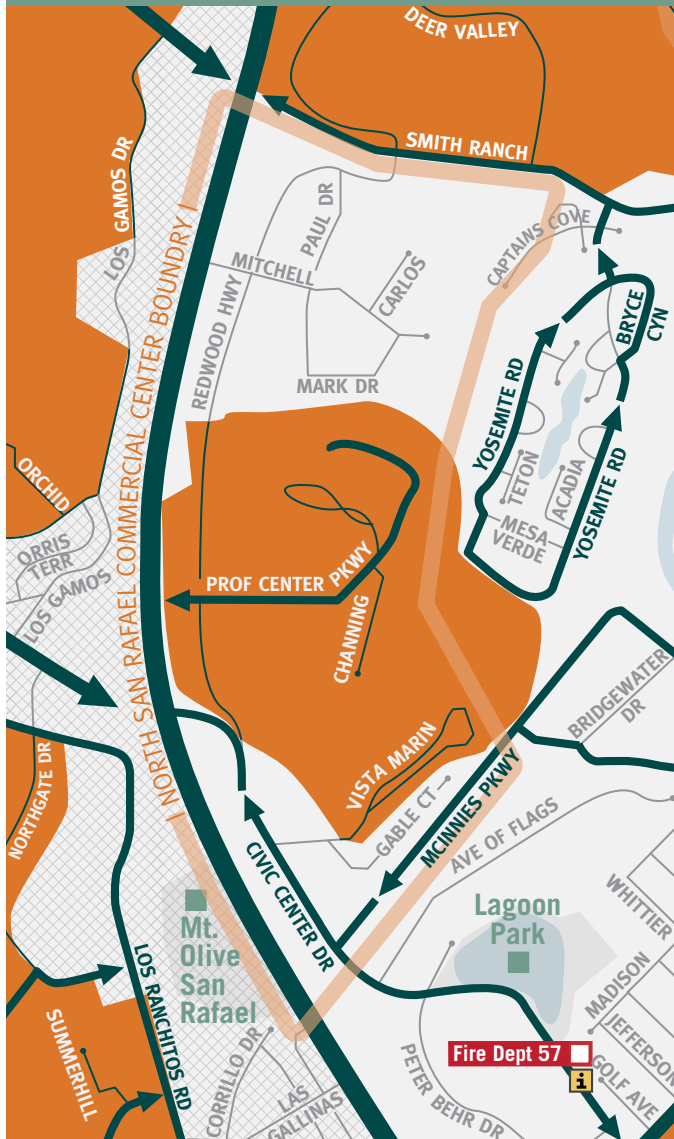 DEER VALLEY
SMITH RANCH
LOS GAMOS DR
CAPTAINS COVE
PAUL DR
MITCHELL
CARLOS
REDWOOD HWY
MARK DR
BRYCE
CYN
YOSEMITE RD
TETON
ACADIA
MESA
VERDE
YOSEMITE RD
| NORTH SAN RAFAEL COMMERCIAL CENTER BOUNDRY |
ORCHID
ORRIS
TERR
LOS GAMOS
PROF CENTER PKWY
CHANNING
BRIDGEWATER
DR
NORTHGATE DR
VISTA MARIN
GABLE CT
MCINNIES PKWY
AVE OF FLAGS
CIVIC CENTER DR
WHITTIER
Lagoon
Park
Mt.
Olive
San
Rafael
LOS RANCHITOS RD
MADISON
JEFFERSON
GOLF AVE
SUMMERHILL
Fire Dept 57
i
PETER BEHR DR
CORRILLO DR
LAS
GALLINAS